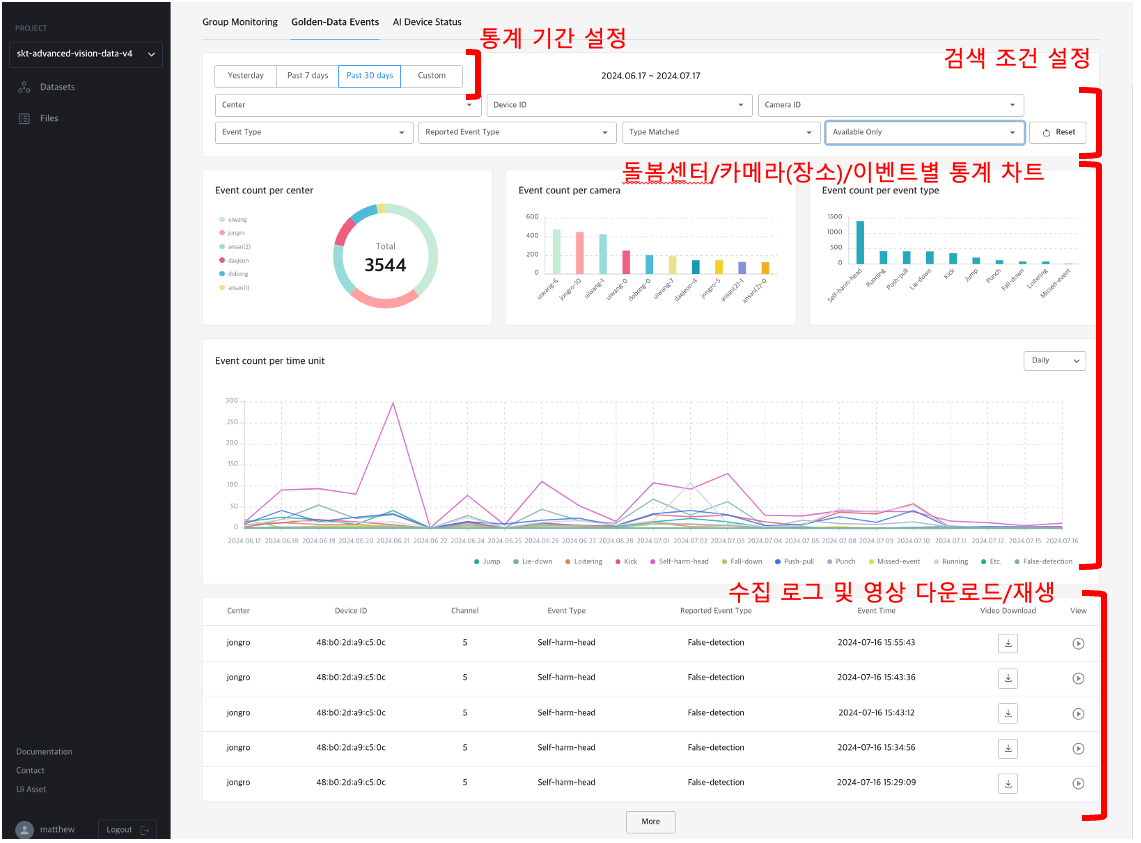 PROJECT
skt-advanced-vision-data-v4
Datasets
Files
Documentation
Contact
Ui Asset
matthew
Logout
Group Monitoring Golden-Data Events AI Device Status
통계 기간 설정
검색 조건 설정
Yesterday Past 7 days Past 30 days Custom
2024.06.17 ~ 2024.07.17
Center Device ID Camera ID
Event Type Reported Event Type Type Matched Available Only Reset
돌봄센터/카메라(장소)/이벤트별 통계 차트
Event count per center
uiwang
jongro
ansan(2)
daejeon
dobong
ansan(1)
Total
3544
Event count per camera
600
400
200
0
uiwang-6 jongro-10 uiwang-1 uiwang-0 dobong-0 uiwang-7 daejeon-4 jongro-5 ansan(2)-1 ansan(2)-0
Event count per event type
1500
1000
500
0
Self-harm-head Running Push-pull Lie-down Kick Jump Punch Fall-down Loitering Missed-event
Event count per time unit
Daily
300
250
200
150
100
50
0
2024.06.17 2024.06.18 2024.06.19 2024.06.20 2024.06.21 2024.06.22 2024.06.23 2024.06.24 2024.06.25 2024.06.26 2024.06.27 2024.06.28 2024.07.01 2024.07.02 2024.07.03 2024.07.04 2024.07.05 2024.07.08 2024.07.09 2024.07.10 2024.07.11 2024.07.12 2024.07.15 2024.07.16
Jump Lie-down Loitering Kick Self-harm-head Fall-down Push-pull Punch Missed-event Running Etc. False-detection
수집 로그 및 영상 다운로드/재생
Center Device ID Channel Event Type Reported Event Type Event Time Video Download View
jongro 48:b0:2d:a9:c5:0c 5 Self-harm-head False-detection 2024-07-16 15:55:43
jongro 48:b0:2d:a9:c5:0c 5 Self-harm-head False-detection 2024-07-16 15:43:36
jongro 48:b0:2d:a9:c5:0c 5 Self-harm-head False-detection 2024-07-16 15:43:12
jongro 48:b0:2d:a9:c5:0c 5 Self-harm-head False-detection 2024-07-16 15:34:56
jongro 48:b0:2d:a9:c5:0c 5 Self-harm-head False-detection 2024-07-16 15:29:09
More